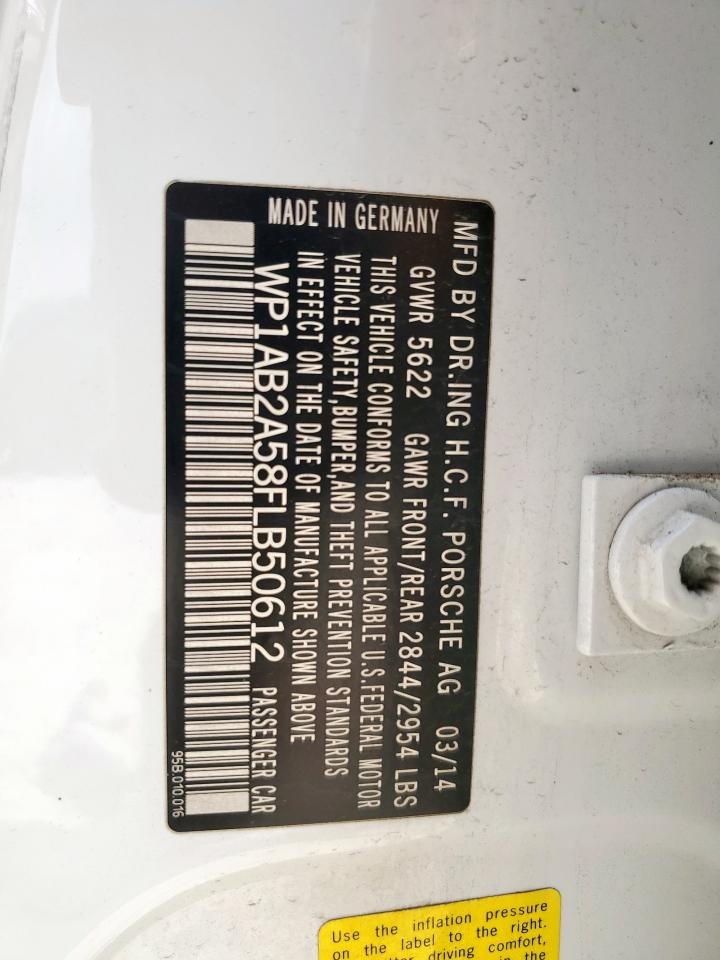 MFD BY DR.ING H.C.F. PORSCHE AG 03/14
GVWR 5622 GAWR FRONT/REAR 2844/2954 LBS
THIS VEHICLE CONFORMS TO ALL APPLICABLE U.S.FEDERAL MOTOR
VEHICLE SAFETY,BUMPER,AND THEFT PREVENTION STANDARDS
IN EFFECT ON THE DATE OF MANUFACTURE SHOWN ABOVE
MADE IN GERMANY
WP1AB2A58FLB50612 PASSENGER CAR
95B.010.016
Use the inflation pressure
on the label to the right.
driving comfort,
in the